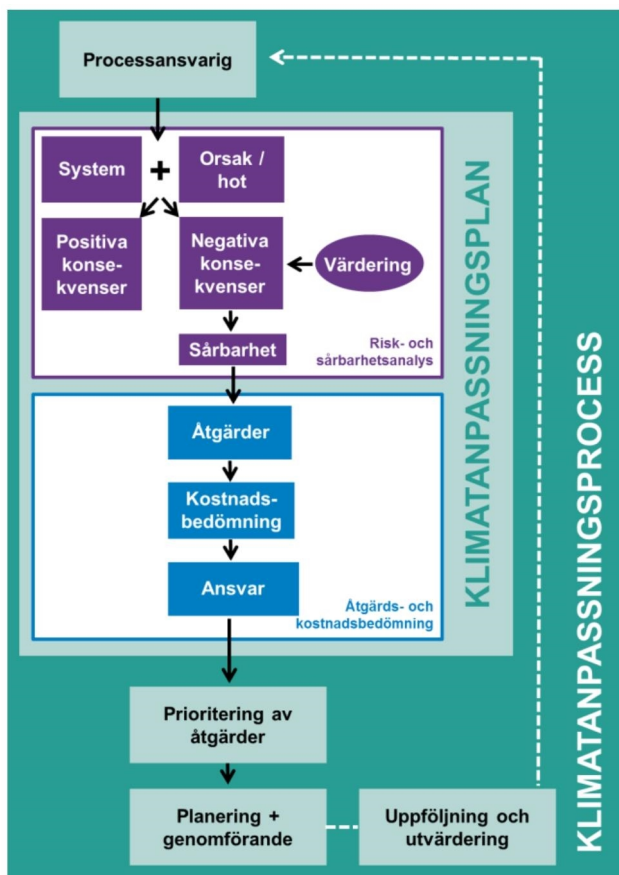 Processansvarig
System
+
Orsak /
hot
Positiva
konse-
kvenser
Negativa
konse-
kvenser
Värdering
Sårbarhet
Risk- och
sårbarhetsanalys
Åtgärder
Kostnads-
bedömning
Ansvar
Åtgärds- och
kostnadsbedömning
KLIMATANPASSNINGSPLAN
Prioritering av
åtgärder
Planering +
genomförande
Uppföljning och
utvärdering
KLIMATANPASSNINGSPROCESS